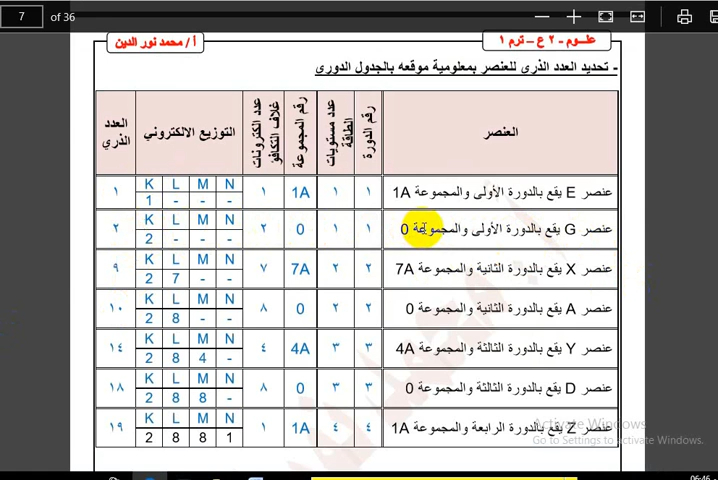 7 of 36
علـــوم - ٢ ع - ترم ١
أ / محمد نور الدين
- تحديد العدد الذرى للعنصر بمعلومية موقعه بالجدول الدورى
العنصر رقم الدورة عدد مستويات الطاقة رقم المجموعة عدد الكترونات غلاف التكافؤ التوزيع الالكتروني العدد الذري
عنصر E يقع بالدورة الأولى والمجموعة 1A ١ ١ 1A ١ K L M N ١
1 - - -
عنصر G يقع بالدورة الأولى والمجموعة 0 ١ ١ 0 ٢ K L M N ٢
2 - - -
عنصر X يقع بالدورة الثانية والمجموعة 7A ٢ ٢ 7A ٧ K L M N ٩
2 7 - -
عنصر A يقع بالدورة الثانية والمجموعة 0 ٢ ٢ 0 ٨ K L M N ١٠
2 8 - -
عنصر Y يقع بالدورة الثالثة والمجموعة 4A ٣ ٣ 4A ٤ K L M N ١٤
2 8 4 -
عنصر D يقع بالدورة الثالثة والمجموعة 0 ٣ ٣ 0 ٨ K L M N ١٨
2 8 8 -
عنصر Z يقع بالدورة الرابعة والمجموعة 1A ٤ ٤ 1A ١ K L M N ١٩
2 8 8 1
Activate Windows
Go to Settings to activate Windows.